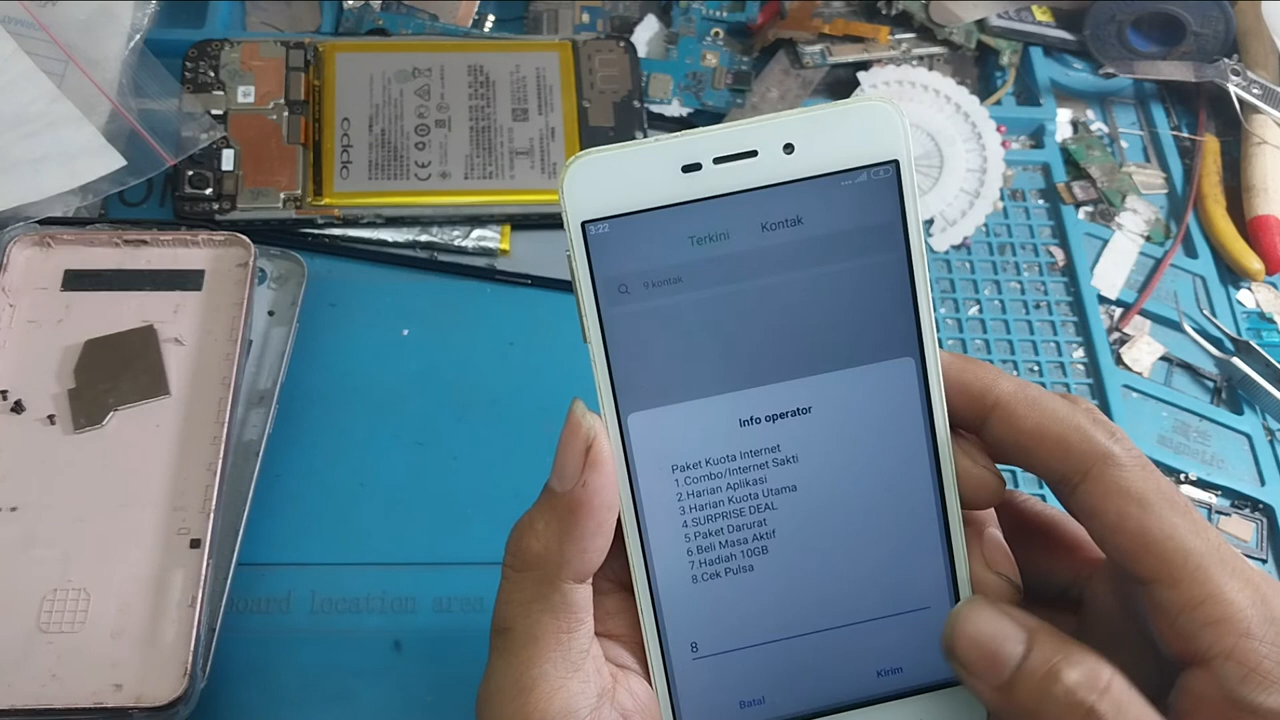 oppo
3:22
4
Terkini
Kontak
9 kontak
Info operator
Paket Kuota Internet
1.Combo/Internet Sakti
2.Harian Aplikasi
3.Harian Kuota Utama
4.SURPRISE DEAL
5.Paket Darurat
6.Beli Masa Aktif
7.Hadiah 10GB
8.Cek Pulsa
8
Batal
Kirim
board location area
magnetic